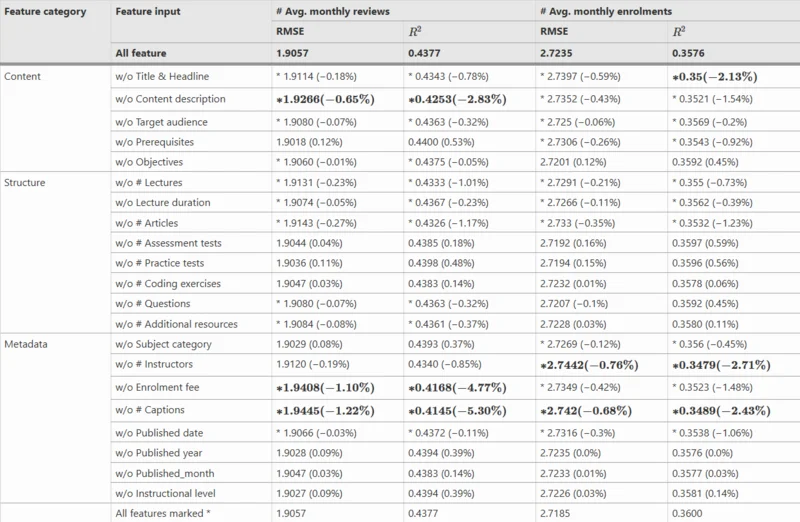 Feature category Feature input # Avg. monthly reviews # Avg. monthly enrolments
RMSE R² RMSE R²
All feature 1.9057 0.4377 2.7235 0.3576
Content w/o Title & Headline * 1.9114 (−0.18%) * 0.4343 (−0.78%) * 2.7397 (−0.59%) *0.35(−2.13%)
w/o Content description *1.9266(−0.65%) *0.4253(−2.83%) * 2.7352 (−0.43%) * 0.3521 (−1.54%)
w/o Target audience * 1.9080 (−0.07%) * 0.4363 (−0.32%) * 2.725 (−0.06%) * 0.3569 (−0.2%)
w/o Prerequisites 1.9018 (0.12%) 0.4400 (0.53%) * 2.7306 (−0.26%) * 0.3543 (−0.92%)
w/o Objectives * 1.9060 (−0.01%) * 0.4375 (−0.05%) 2.7201 (0.12%) 0.3592 (0.45%)
Structure w/o # Lectures * 1.9131 (−0.23%) * 0.4333 (−1.01%) * 2.7291 (−0.21%) * 0.355 (−0.73%)
w/o Lecture duration * 1.9074 (−0.05%) * 0.4367 (−0.23%) * 2.7266 (−0.11%) * 0.3562 (−0.39%)
w/o # Articles * 1.9143 (−0.27%) * 0.4326 (−1.17%) * 2.733 (−0.35%) * 0.3532 (−1.23%)
w/o # Assessment tests 1.9044 (0.04%) 0.4385 (0.18%) 2.7192 (0.16%) 0.3597 (0.59%)
w/o # Practice tests 1.9036 (0.11%) 0.4398 (0.48%) 2.7194 (0.15%) 0.3596 (0.56%)
w/o # Coding exercises 1.9047 (0.03%) 0.4383 (0.14%) 2.7232 (0.01%) 0.3578 (0.06%)
w/o # Questions * 1.9080 (−0.07%) * 0.4363 (−0.32%) 2.7207 (−0.1%) 0.3592 (0.45%)
w/o # Additional resources * 1.9084 (−0.08%) * 0.4361 (−0.37%) 2.7228 (0.03%) 0.3580 (0.11%)
Metadata w/o Subject category 1.9029 (0.08%) 0.4393 (0.37%) * 2.7269 (−0.12%) * 0.356 (−0.45%)
w/o # Instructors 1.9120 (−0.19%) 0.4340 (−0.85%) *2.7442(−0.76%) *0.3479(−2.71%)
w/o Enrolment fee *1.9408(−1.10%) *0.4168(−4.77%) * 2.7349 (−0.42%) * 0.3523 (−1.48%)
w/o # Captions *1.9445(−1.22%) *0.4145(−5.30%) *2.742(−0.68%) *0.3489(−2.43%)
w/o Published date * 1.9066 (−0.03%) * 0.4372 (−0.11%) * 2.7316 (−0.3%) * 0.3538 (−1.06%)
w/o Published year 1.9028 (0.09%) 0.4394 (0.39%) 2.7235 (0.0%) 0.3576 (0.0%)
w/o Published_month 1.9047 (0.03%) 0.4383 (0.14%) 2.7233 (0.01%) 0.3577 (0.03%)
w/o Instructional level 1.9027 (0.09%) 0.4394 (0.39%) 2.7226 (0.03%) 0.3581 (0.14%)
All features marked * 1.9057 0.4377 2.7185 0.3600